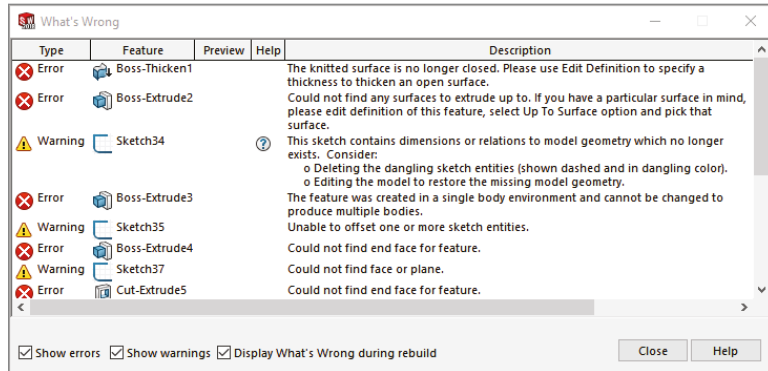 What's Wrong
Type Feature Preview Help Description
Error Boss-Thicken1 The knitted surface is no longer closed. Please use Edit Definition to specify a
thickness to thicken an open surface.
Error Boss-Extrude2 Could not find any surfaces to extrude up to. If you have a particular surface in mind,
please edit definition of this feature, select Up To Surface option and pick that
surface.
Warning Sketch34 ? This sketch contains dimensions or relations to model geometry which no longer
exists. Consider:
o Deleting the dangling sketch entities (shown dashed and in dangling color).
o Editing the model to restore the missing model geometry.
Error Boss-Extrude3 The feature was created in a single body environment and cannot be changed to
produce multiple bodies.
Warning Sketch35 Unable to offset one or more sketch entities.
Error Boss-Extrude4 Could not find end face for feature.
Warning Sketch37 Could not find face or plane.
Error Cut-Extrude5 Could not find end face for feature.
Show errors Show warnings Display What's Wrong during rebuild Close Help